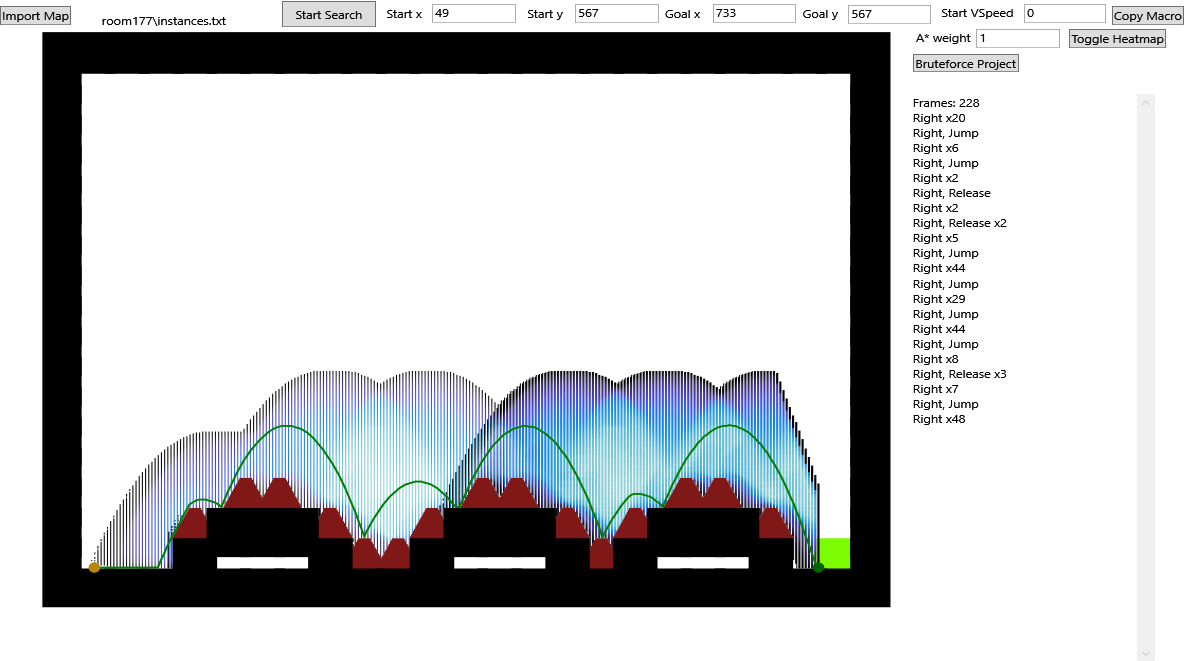 Import Map
room177\instances.txt
Start Search
Start x 49
Start y 567
Goal x 733
Goal y 567
Start VSpeed 0
Copy Macro
A* weight 1
Toggle Heatmap
Bruteforce Project
Frames: 228
Right x20
Right, Jump
Right x6
Right, Jump
Right x2
Right, Release
Right x2
Right, Release x2
Right x5
Right, Jump
Right x44
Right, Jump
Right x29
Right, Jump
Right x44
Right, Jump
Right x8
Right, Release x3
Right x7
Right, Jump
Right x48